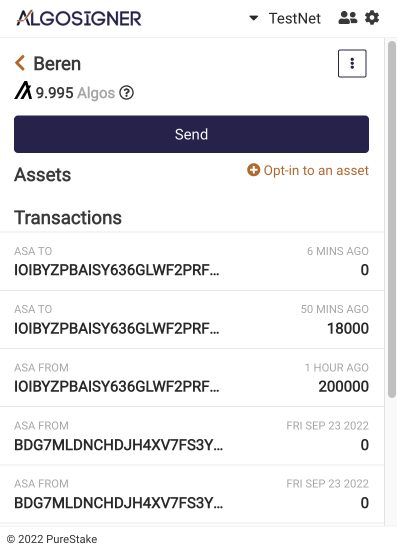 ALGOSIGNER
TestNet
Beren
9.995 Algos
Send
Assets
Opt-in to an asset
Transactions
ASA TO 6 MINS AGO
IOIBYZPBAISY636GLWF2PRF... 0
ASA TO 50 MINS AGO
IOIBYZPBAISY636GLWF2PRF... 18000
ASA FROM 1 HOUR AGO
IOIBYZPBAISY636GLWF2PRF... 200000
ASA FROM FRI SEP 23 2022
BDG7MLDNCHDJH4XV7FS3Y... 0
ASA FROM FRI SEP 23 2022
BDG7MLDNCHDJH4XV7FS3Y... 0
© 2022 PureStake